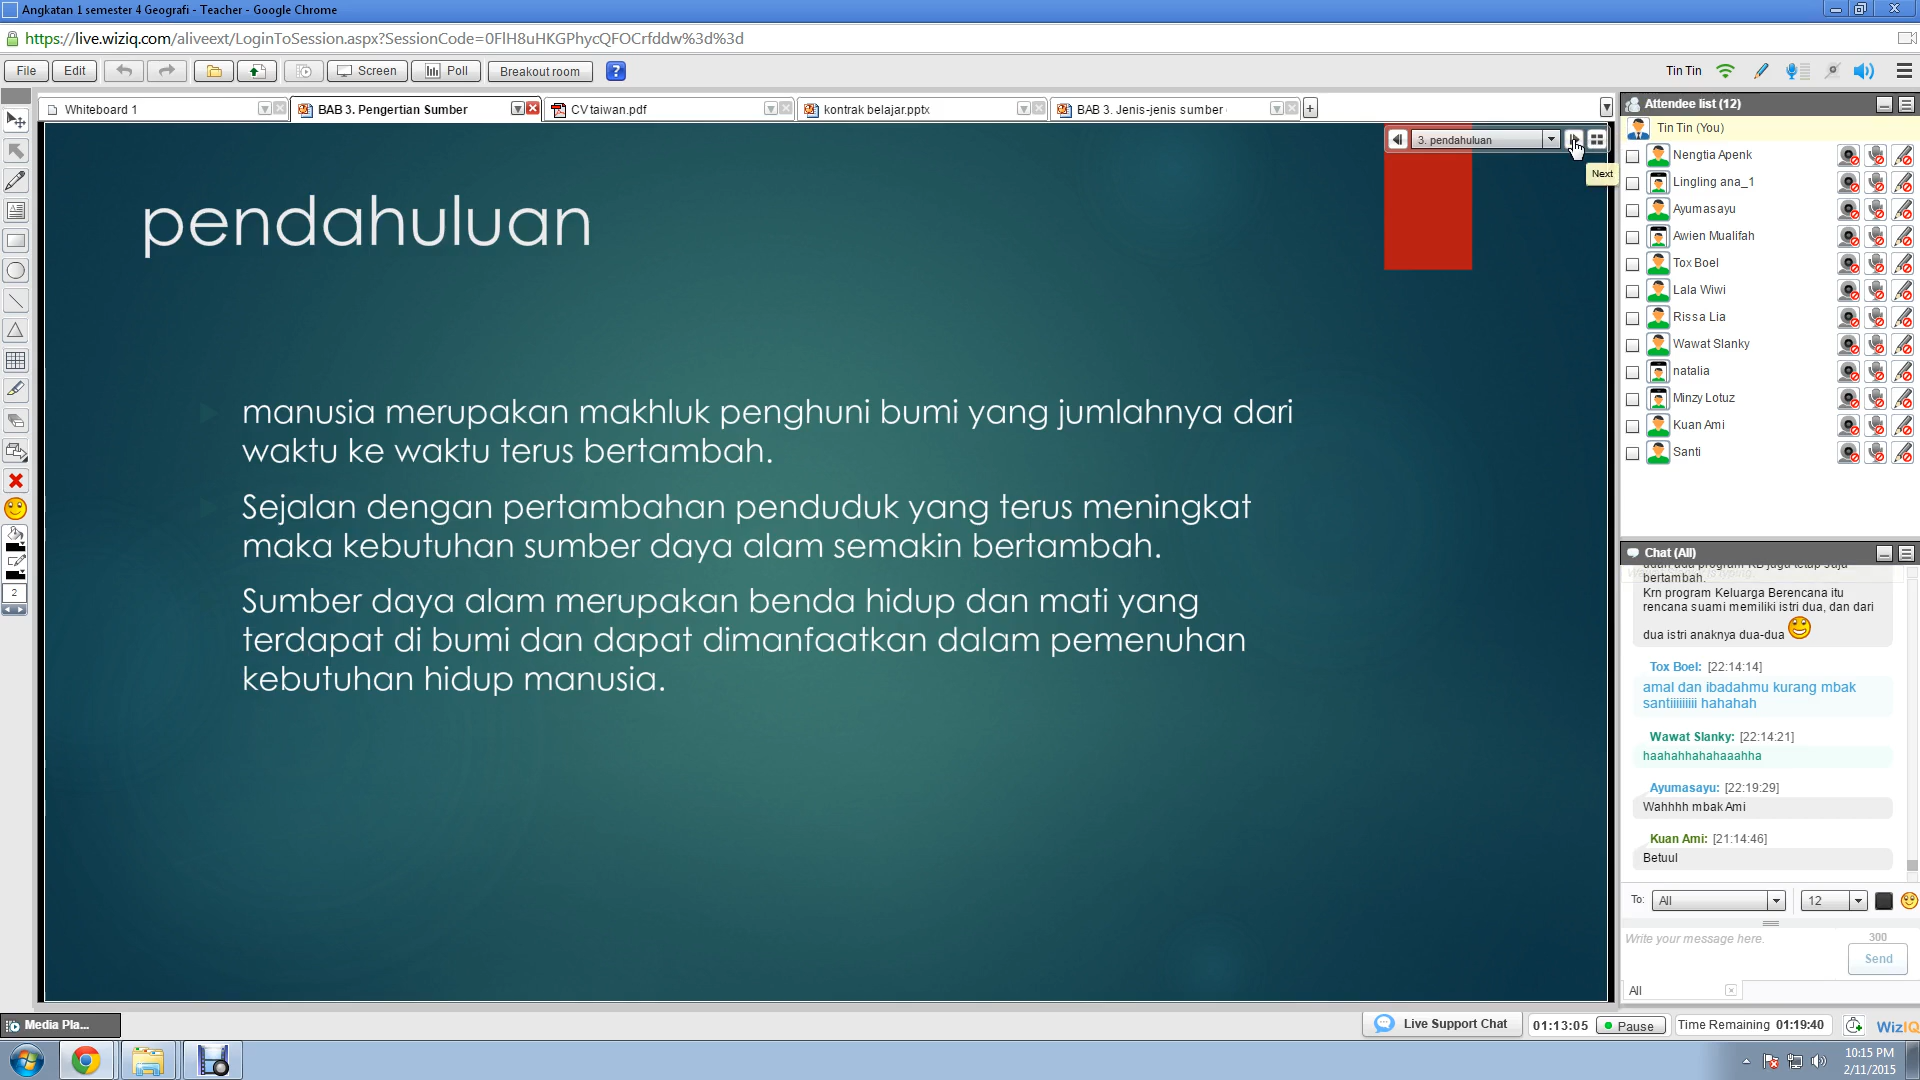 Angkatan 1 semester 4 Geografi - Teacher - Google Chrome
https://live.wiziq.com/aliveext/LoginToSession.aspx?SessionCode=0FlH8uHKGPhycQFOCrfddw%3d%3d
File Edit Screen Poll Breakout room ? Tin Tin
Whiteboard 1 BAB 3. Pengertian Sumber CV taiwan.pdf kontrak belajar.pptx BAB 3. Jenis-jenis sumber +
3. pendahuluan
Next
pendahuluan
manusia merupakan makhluk penghuni bumi yang jumlahnya dari
waktu ke waktu terus bertambah.
Sejalan dengan pertambahan penduduk yang terus meningkat
maka kebutuhan sumber daya alam semakin bertambah.
Sumber daya alam merupakan benda hidup dan mati yang
terdapat di bumi dan dapat dimanfaatkan dalam pemenuhan
kebutuhan hidup manusia.
2
Attendee list (12)
Tin Tin (You)
Nengtia Apenk
Lingling ana_1
Ayumasayu
Awien Mualifah
Tox Boel
Lala Wiwi
Rissa Lia
Wawat Slanky
natalia
Minzy Lotuz
Kuan Ami
Santi
Chat (All)
bertambah.
Krn program Keluarga Berencana itu
rencana suami memiliki istri dua, dan dari
dua istri anaknya dua-dua
Tox Boel: [22:14:14]
amal dan ibadahmu kurang mbak
santiiiiiiiii hahahah
Wawat Slanky: [22:14:21]
haahahhahahaaahha
Ayumasayu: [22:19:29]
Wahhhh mbak Ami
Kuan Ami: [21:14:46]
Betuul
To: All 12
Write your message here. 300
Send
All
Media Pla...
Live Support Chat 01:13:05 Pause Time Remaining 01:19:40 WizIQ
10:15 PM
2/11/2015